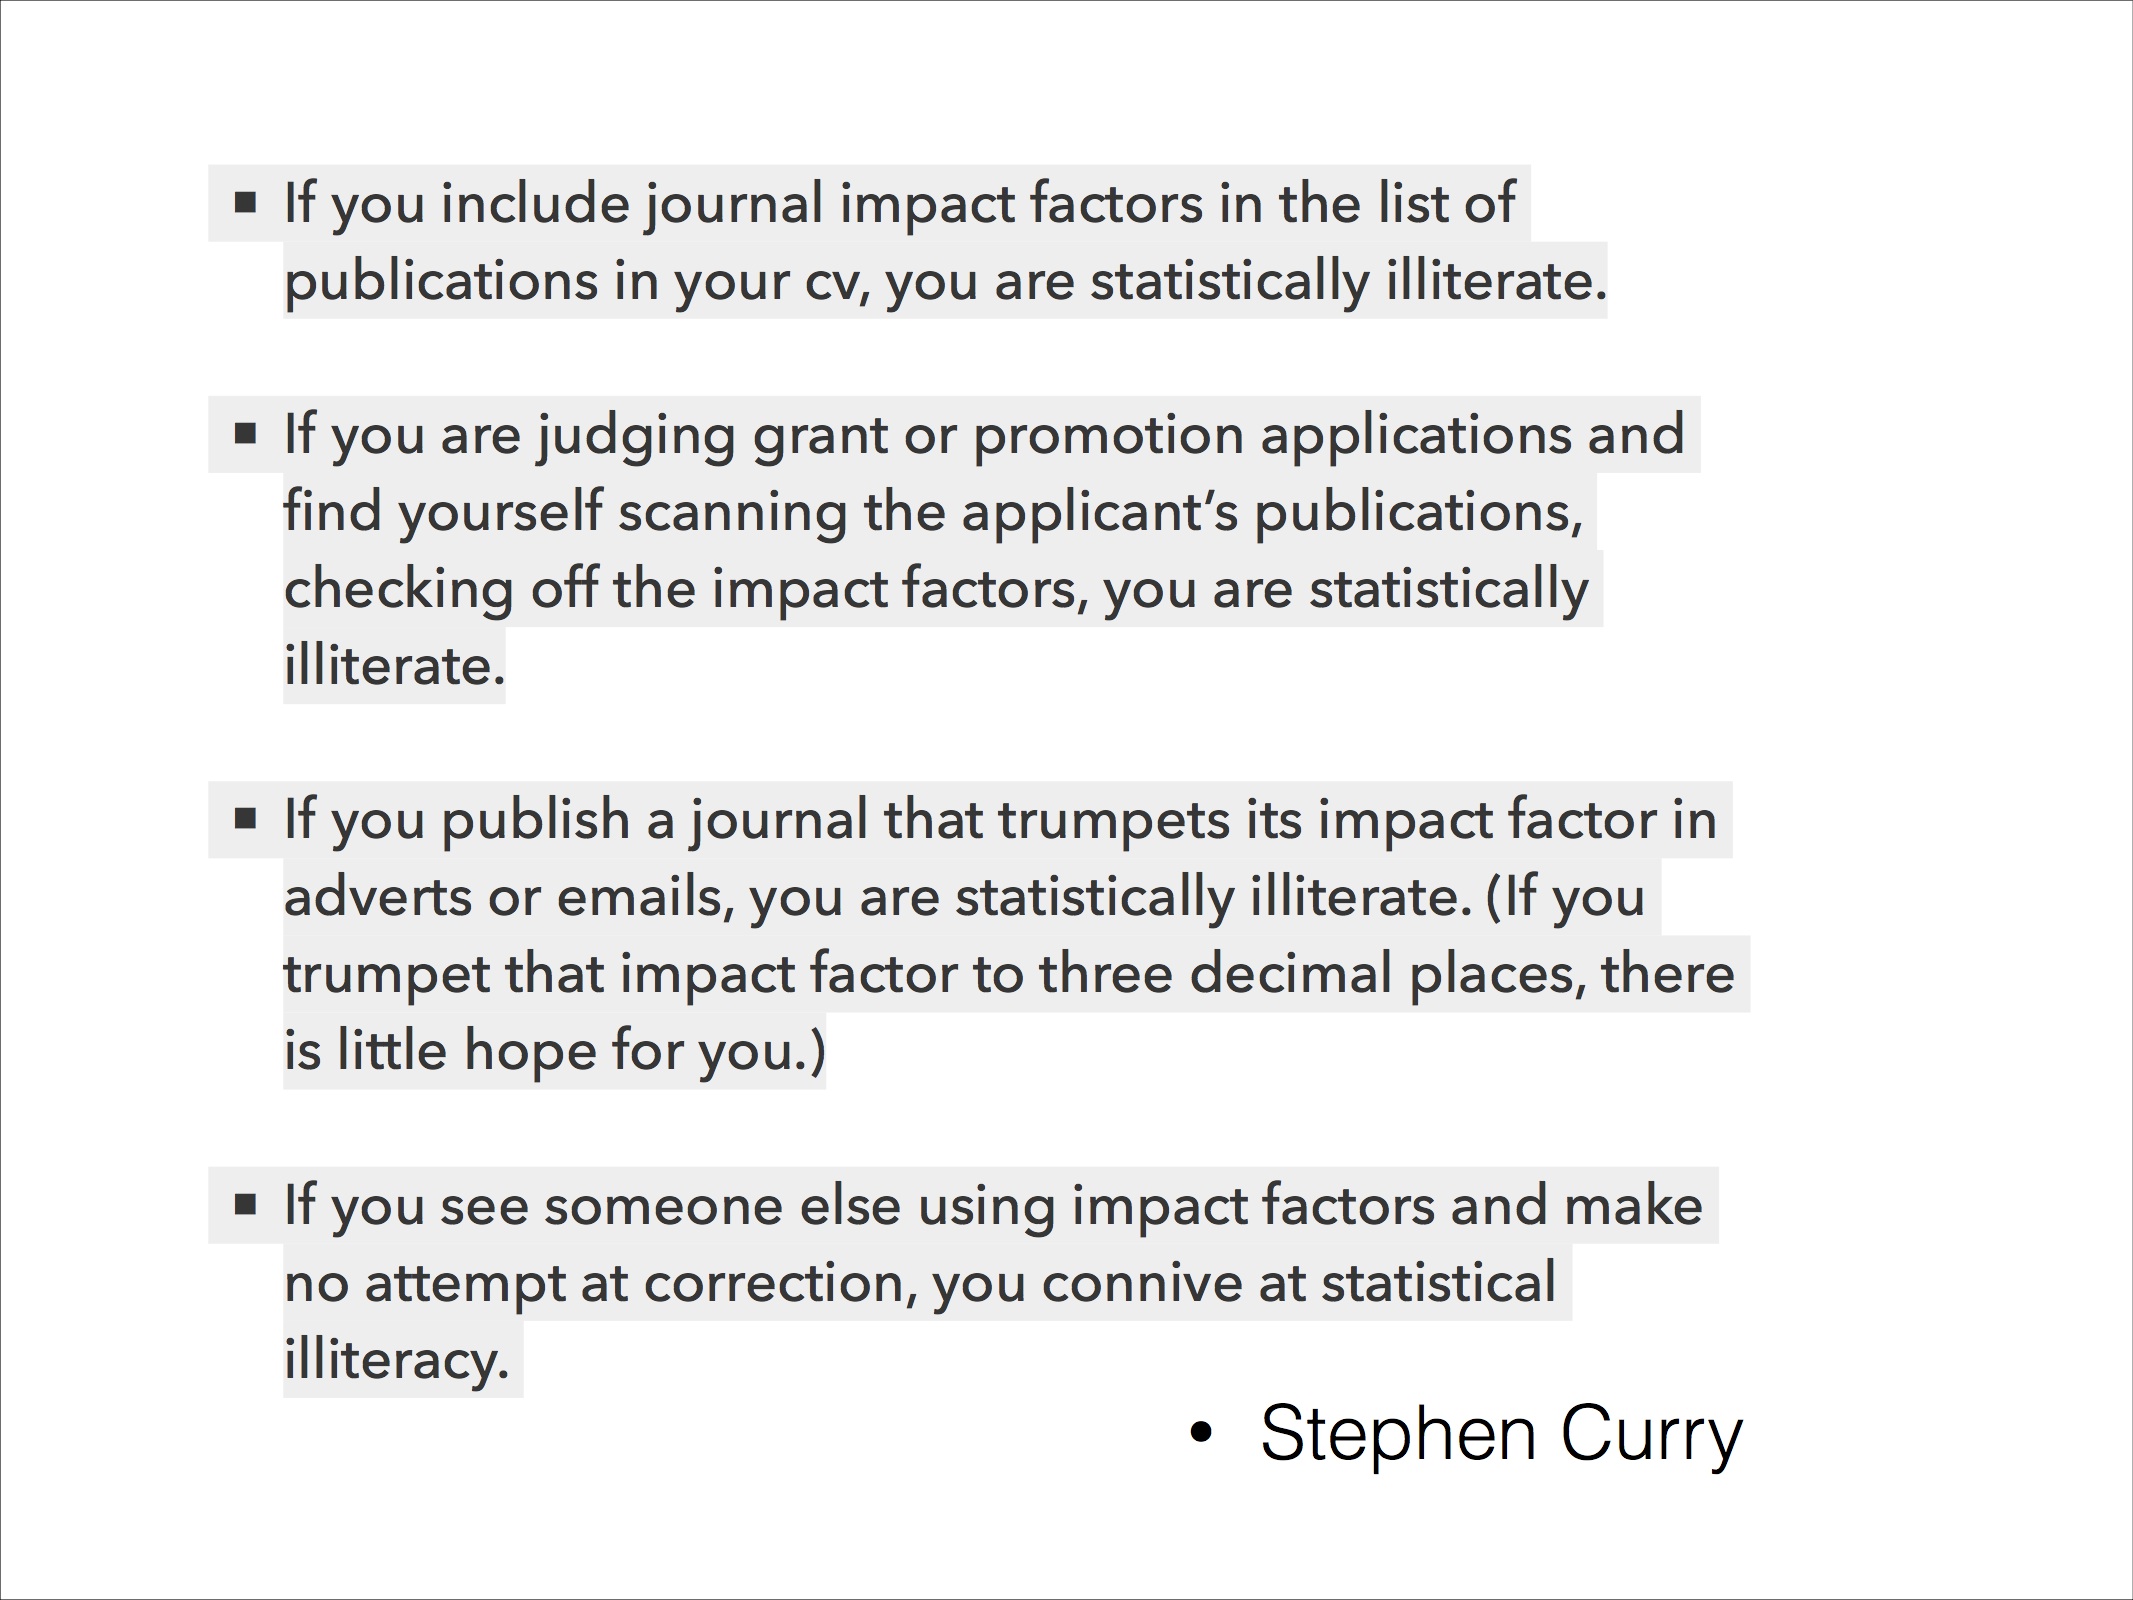 ▪ If you include journal impact factors in the list of
publications in your cv, you are statistically illiterate.
▪ If you are judging grant or promotion applications and
find yourself scanning the applicant’s publications,
checking off the impact factors, you are statistically
illiterate.
▪ If you publish a journal that trumpets its impact factor in
adverts or emails, you are statistically illiterate. (If you
trumpet that impact factor to three decimal places, there
is little hope for you.)
▪ If you see someone else using impact factors and make
no attempt at correction, you connive at statistical
illiteracy.
• Stephen Curry